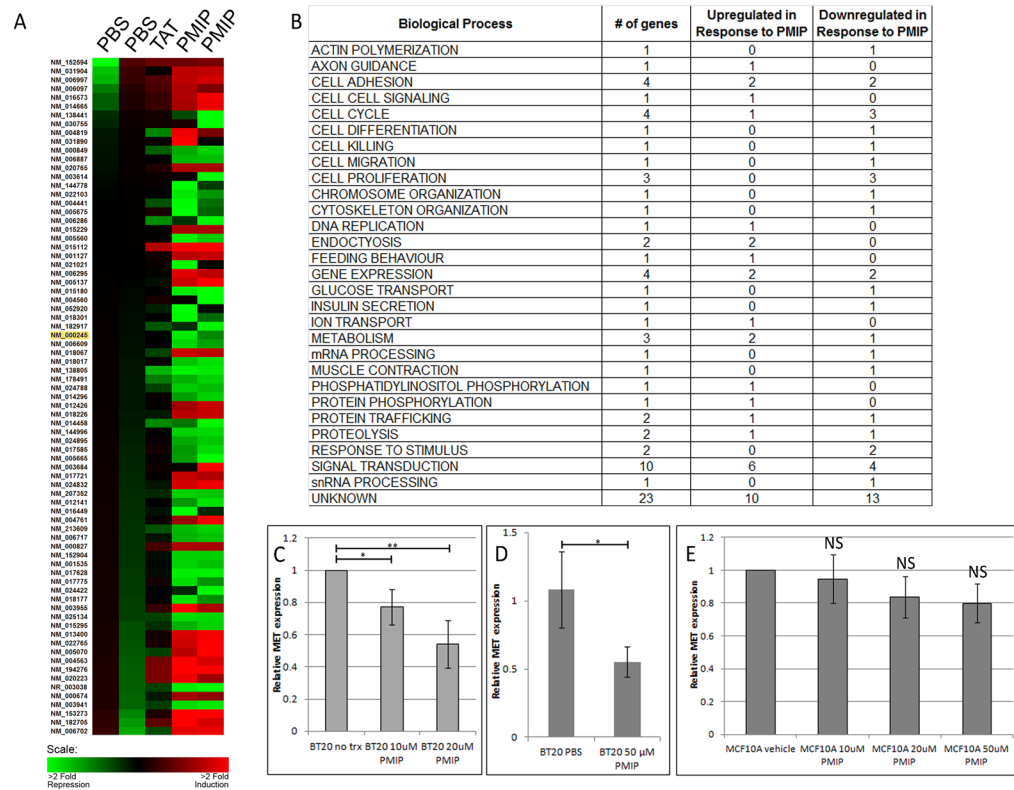 A
PBS
PBS
TAT
PMIP
PMIP
NM_152594
NM_031904
NM_006997
NM_006097
NM_016573
NM_014665
NM_138441
NM_030755
NM_004819
NM_031890
NM_000849
NM_006887
NM_020765
NM_003614
NM_144778
NM_022103
NM_004441
NM_005675
NM_006286
NM_015229
NM_005560
NM_015112
NM_001127
NM_021021
NM_006295
NM_005137
NM_015180
NM_004560
NM_052920
NM_018301
NM_182917
NM_000245
NM_006609
NM_018067
NM_018017
NM_138805
NM_178491
NM_024788
NM_014296
NM_012426
NM_018226
NM_014458
NM_144996
NM_024895
NM_017585
NM_005665
NM_003684
NM_017721
NM_024832
NM_207352
NM_012141
NM_016449
NM_004761
NM_213609
NM_006717
NM_000827
NM_152904
NM_001535
NM_017628
NM_017775
NM_024422
NM_018177
NM_003955
NM_025134
NM_015295
NM_013400
NM_022765
NM_005070
NM_004563
NM_194276
NM_020223
NR_003038
NM_000674
NM_003941
NM_153273
NM_182705
NM_006702
Scale:
>2 Fold
Repression
>2 Fold
Induction
B
Biological Process # of genes Upregulated in Response to PMIP Downregulated in Response to PMIP
ACTIN POLYMERIZATION 1 0 1
AXON GUIDANCE 1 1 0
CELL ADHESION 4 2 2
CELL CELL SIGNALING 1 1 0
CELL CYCLE 4 1 3
CELL DIFFERENTIATION 1 0 1
CELL KILLING 1 0 1
CELL MIGRATION 1 0 1
CELL PROLIFERATION 3 0 3
CHROMOSOME ORGANIZATION 1 0 1
CYTOSKELETON ORGANIZATION 1 0 1
DNA REPLICATION 1 1 0
ENDOCTYOSIS 2 2 0
FEEDING BEHAVIOUR 1 1 0
GENE EXPRESSION 4 2 2
GLUCOSE TRANSPORT 1 0 1
INSULIN SECRETION 1 0 1
ION TRANSPORT 1 1 0
METABOLISM 3 2 1
mRNA PROCESSING 1 0 1
MUSCLE CONTRACTION 1 0 1
PHOSPHATIDYLINOSITOL PHOSPHORYLATION 1 1 0
PROTEIN PHOSPHORYLATION 1 1 0
PROTEIN TRAFFICKING 2 1 1
PROTEOLYSIS 2 1 1
RESPONSE TO STIMULUS 2 0 2
SIGNAL TRANSDUCTION 10 6 4
snRNA PROCESSING 1 0 1
UNKNOWN 23 10 13
C
Relative MET expression
1.2
1
0.8
0.6
0.4
0.2
0
*
**
BT20 no trx BT20 10uM PMIP BT20 20uM PMIP
D
Relative MET expression
1.5
1
0.5
0
*
BT20 PBS BT20 50 µM PMIP
E
Relative MET expression
1.2
1
0.8
0.6
0.4
0.2
0
NS
NS
NS
MCF10A vehicle MCF10A 10uM PMIP MCF10A 20uM PMIP MCF10A 50uM PMIP